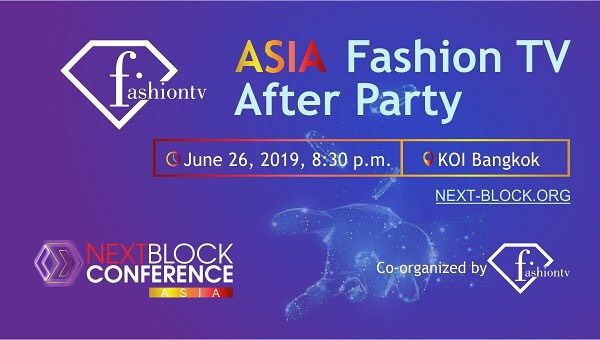 fashiontv
ASIA Fashion TV
After Party
June 26, 2019, 8:30 p.m.
KOI Bangkok
NEXT-BLOCK.ORG
NEXTBLOCK
CONFERENCE
ASIA
Co-organized by
fashiontv